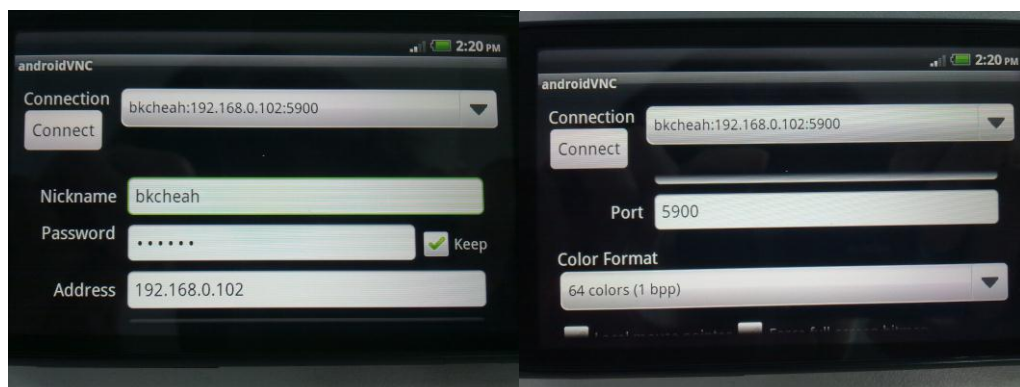 2:20 PM
androidVNC
Connection
bkcheah:192.168.0.102:5900
Connect
Nickname
bkcheah
Password
••••••
Keep
Address
192.168.0.102
2:20 PM
androidVNC
Connection
bkcheah:192.168.0.102:5900
Connect
Port
5900
Color Format
64 colors (1 bpp)